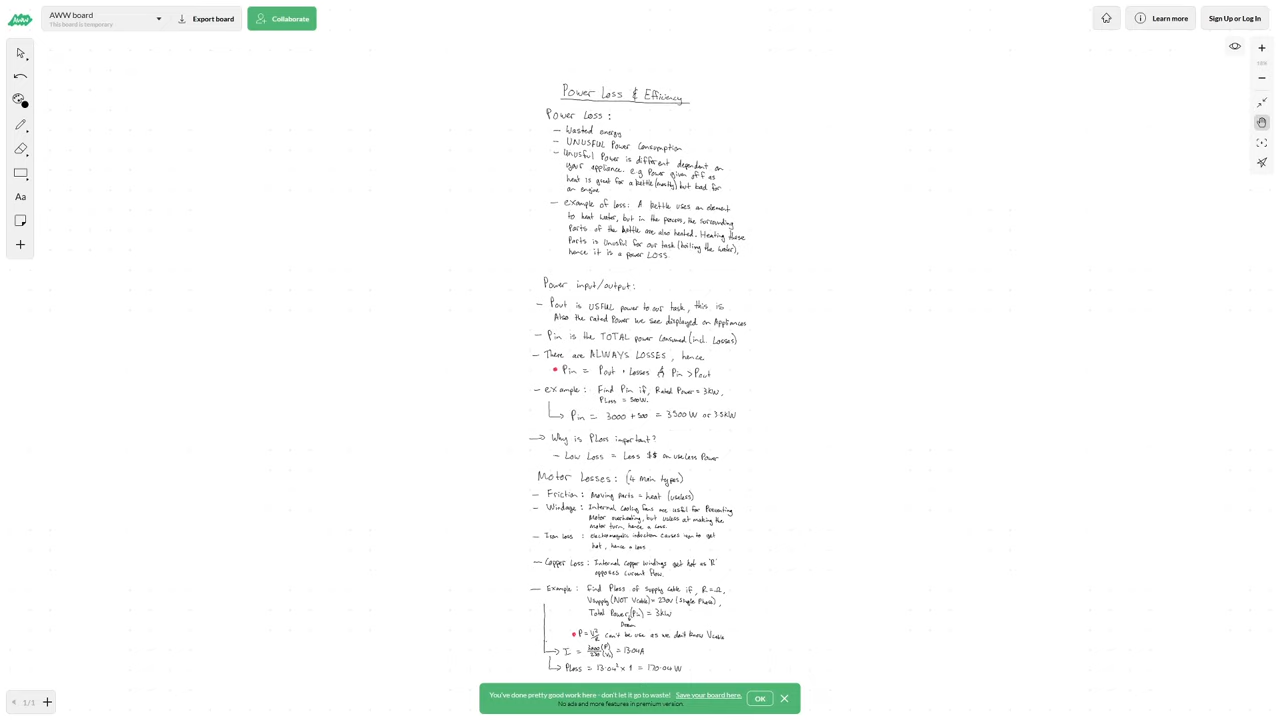 AWW board
This board is temporary
Export board
Collaborate
Learn more
Sign Up or Log In
Aa
Power Loss & Efficiency
Power Loss :
– Wasted energy
– UNUSEFUL Power Consumption
– Unusful Power is different dependent on
your appliance. e.g Power given off as
heat is great for a kettle (mostly) but bad for
an engine
– example of loss: A kettle uses an element
to heat water, but in the process, the surrounding
Parts of the kettle are also heated. Heating these
Parts is Unusful for our task (boiling the water),
hence it is a power LOSS.
Power input/output:
– Pout is USEFUL power to our task, this is
Also the rated Power we see displayed on Appliances
– Pin is the TOTAL power Consumed (incl. Losses)
– There are ALWAYS LOSSES, hence
• Pin = Pout + Losses & Pin > Pout
– example : Find Pin if, Rated Power = 3kW,
PLoss = 500W.
Pin = 3000 + 500 = 3500 W or 3.5kW
→ Why is PLoss important?
– Low Loss = Less $$ on useless Power
Motor Losses: (4 main types)
– Friction : Moving Parts = heat (useless)
– Windage : Internal cooling fans are useful for Preventing
Motor overheating, but useless at making the
motor turn, hence a loss.
– Iron loss : electromagnetic induction causes iron to get
hot, hence a loss
– Copper Loss : Internal copper windings get hot as 'R'
opposes current flow.
– Example : Find Ploss of Supply cable if, R = Ω,
Vsupply (NOT Vcable) = 230V (Single Phase),
Total Power (Pin) = 3kW
Drawn
• P = V²/R can't be use as we don't know Vcable
→ I = 3000 (P) / 230 (Vs) = 13.04A
→ Ploss = 13.04² x 1 = 170.04 W
1/1
You've done pretty good work here - don't let it go to waste! Save your board here.
No ads and more features in premium version.
OK